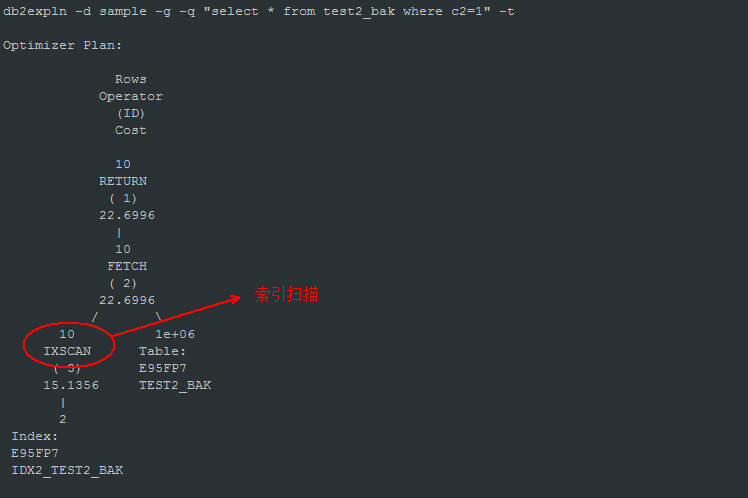 db2expln -d sample -g -q "select * from test2_bak where c2=1" -t
Optimizer Plan:
Rows
Operator
(ID)
Cost
10
RETURN
( 1)
22.6996
|
10
FETCH
( 2)
22.6996
/ \
10 1e+06
IXSCAN Table:
( 3) E95FP7
15.1356 TEST2_BAK
|
2
Index:
E95FP7
IDX2_TEST2_BAK
索引扫描